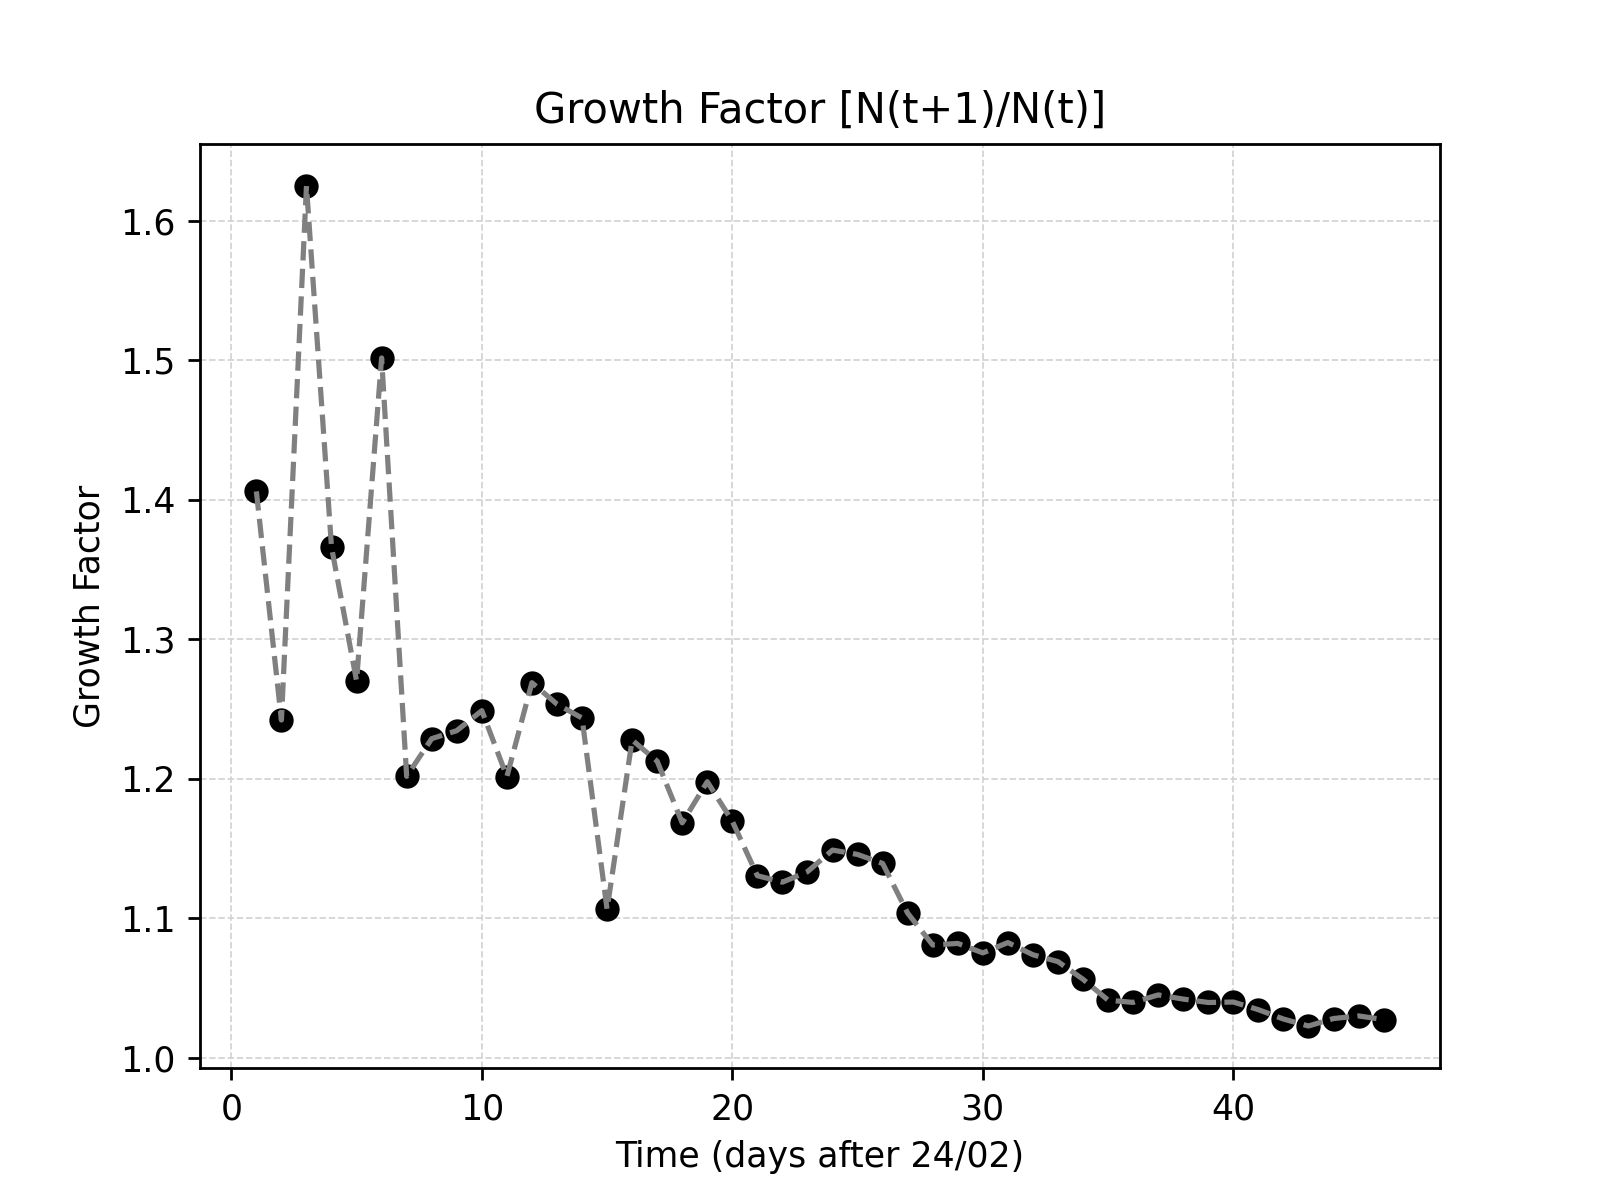 Growth Factor [N(t+1)/N(t)]
Growth Factor
1.6
1.5
1.4
1.3
1.2
1.1
1.0
0 10 20 30 40
Time (days after 24/02)